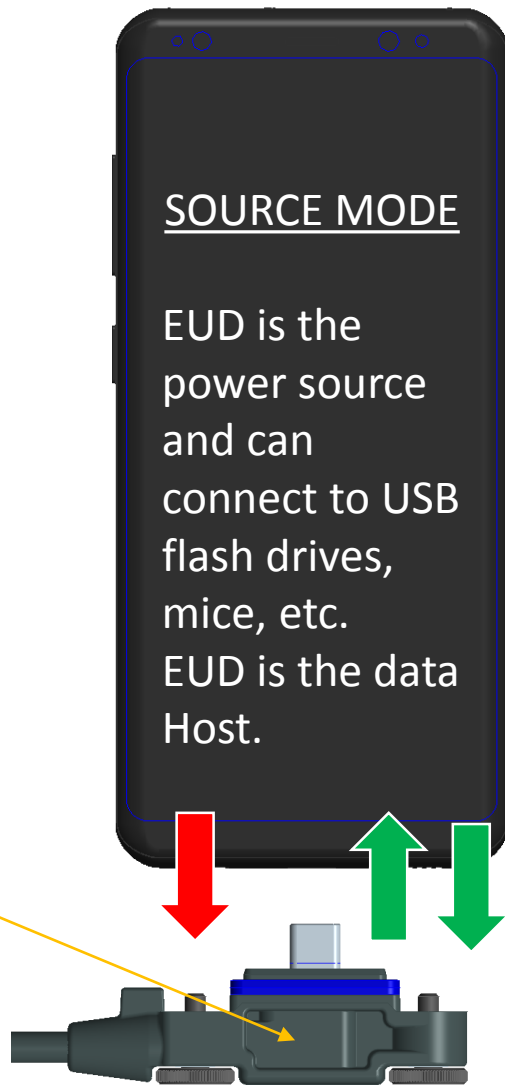 SOURCE MODE
EUD is the
power source
and can
connect to USB
flash drives,
mice, etc.
EUD is the data
Host.